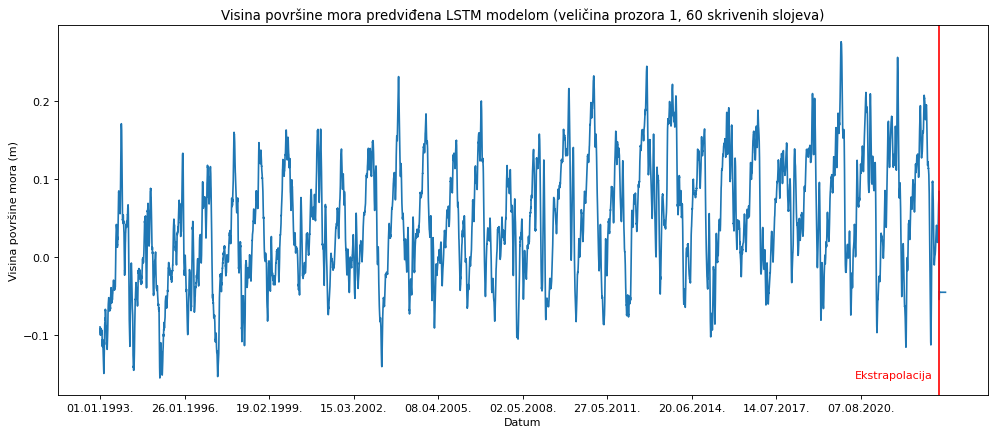 Visina površine mora predviđena LSTM modelom (veličina prozora 1, 60 skrivenih slojeva)
Visina površine mora (m)
0.2
0.1
0.0
−0.1
Ekstrapolacija
01.01.1993. 26.01.1996. 19.02.1999. 15.03.2002. 08.04.2005. 02.05.2008. 27.05.2011. 20.06.2014. 14.07.2017. 07.08.2020.
Datum